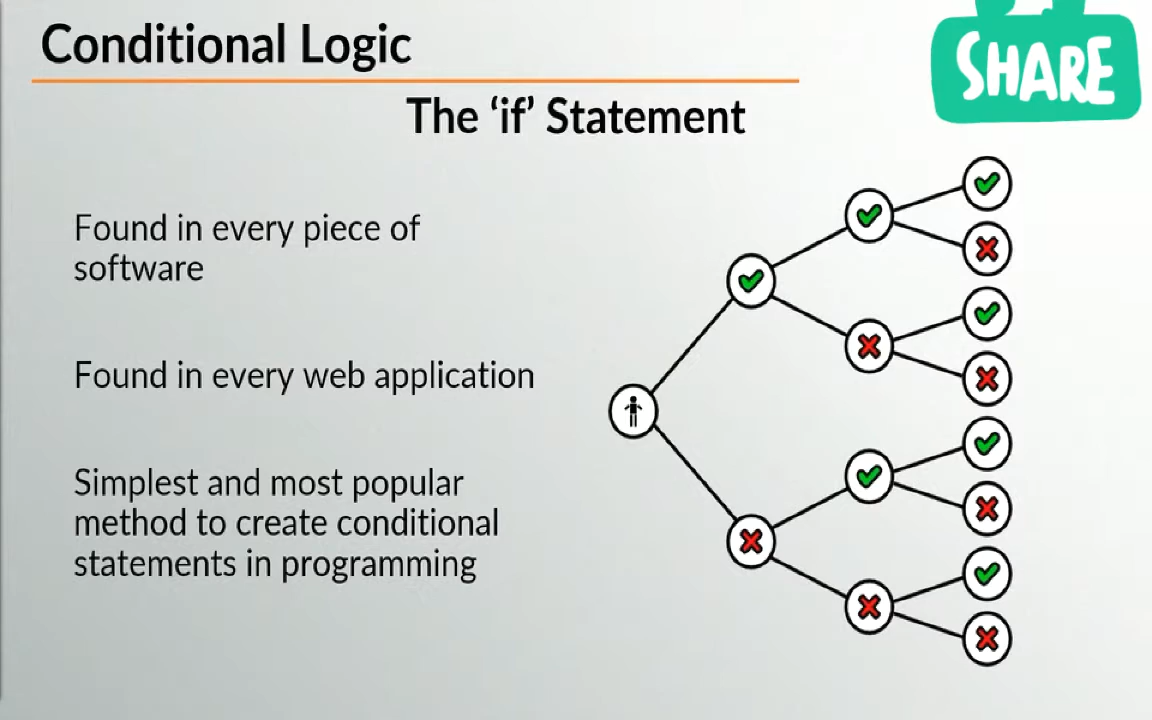 Conditional Logic
SHARE
The ‘if’ Statement
Found in every piece of
software
Found in every web application
Simplest and most popular
method to create conditional
statements in programming